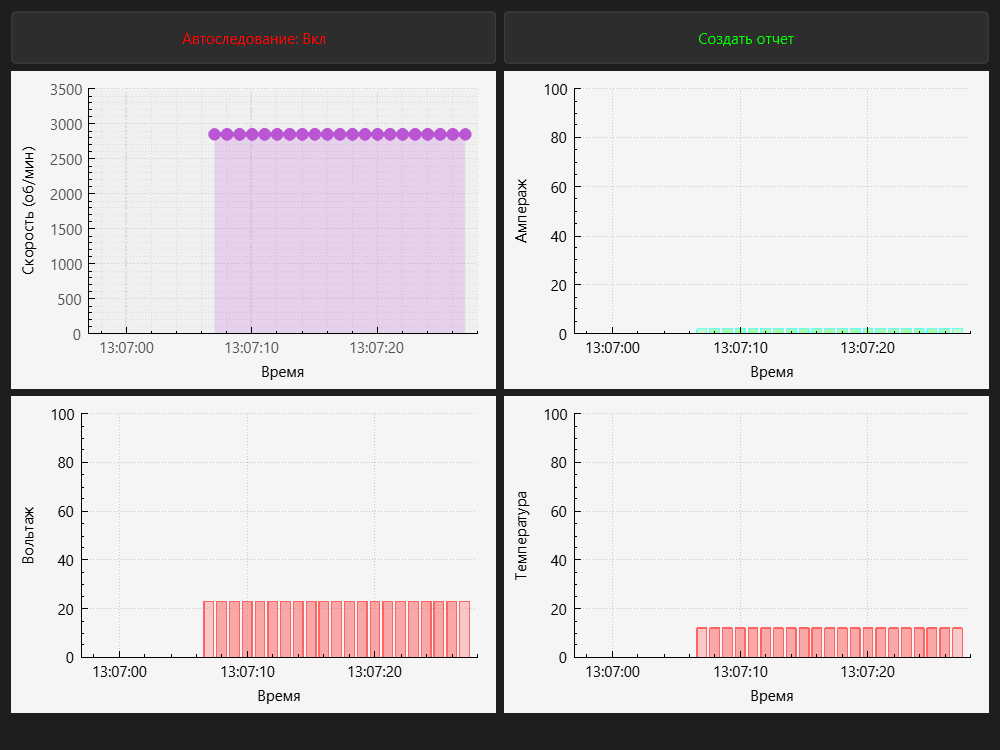 Автоследование: Вкл
Создать отчет
3500
3000
2500
2000
1500
1000
500
0
Скорость (об/мин)
13:07:00 13:07:10 13:07:20
Время
100
80
60
40
20
0
Ампераж
13:07:00 13:07:10 13:07:20
Время
100
80
60
40
20
0
Вольтаж
13:07:00 13:07:10 13:07:20
Время
100
80
60
40
20
0
Температура
13:07:00 13:07:10 13:07:20
Время